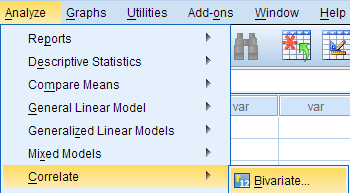 Analyze Graphs Utilities Add-ons Window Help
Reports
Descriptive Statistics
Compare Means
General Linear Model
var var
Generalized Linear Models
Mixed Models
Correlate
12 Bivariate...